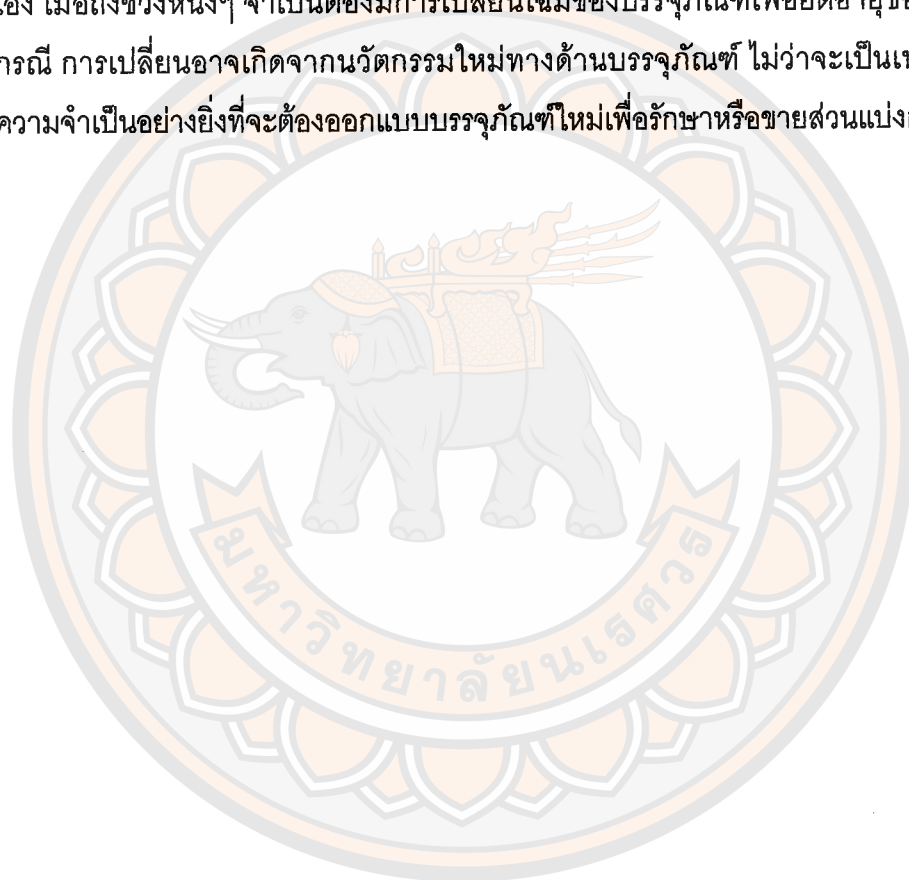 เมื่อถึงช่วงหนึ่งๆ จำเป็นต้องมีการเปลี่ยนโฉมของบรรจุภัณฑ์เพื่อยืดอายุ
กรณี การเปลี่ยนอาจเกิดจากนวัตกรรมใหม่ทางด้านบรรจุภัณฑ์ ไม่ว่าจะเป็น
ความจำเป็นอย่างยิ่งที่จะต้องออกแบบบรรจุภัณฑ์ใหม่เพื่อรักษาหรือขายส่วนแบ่ง
มหาวิทยาลัยนเรศวร